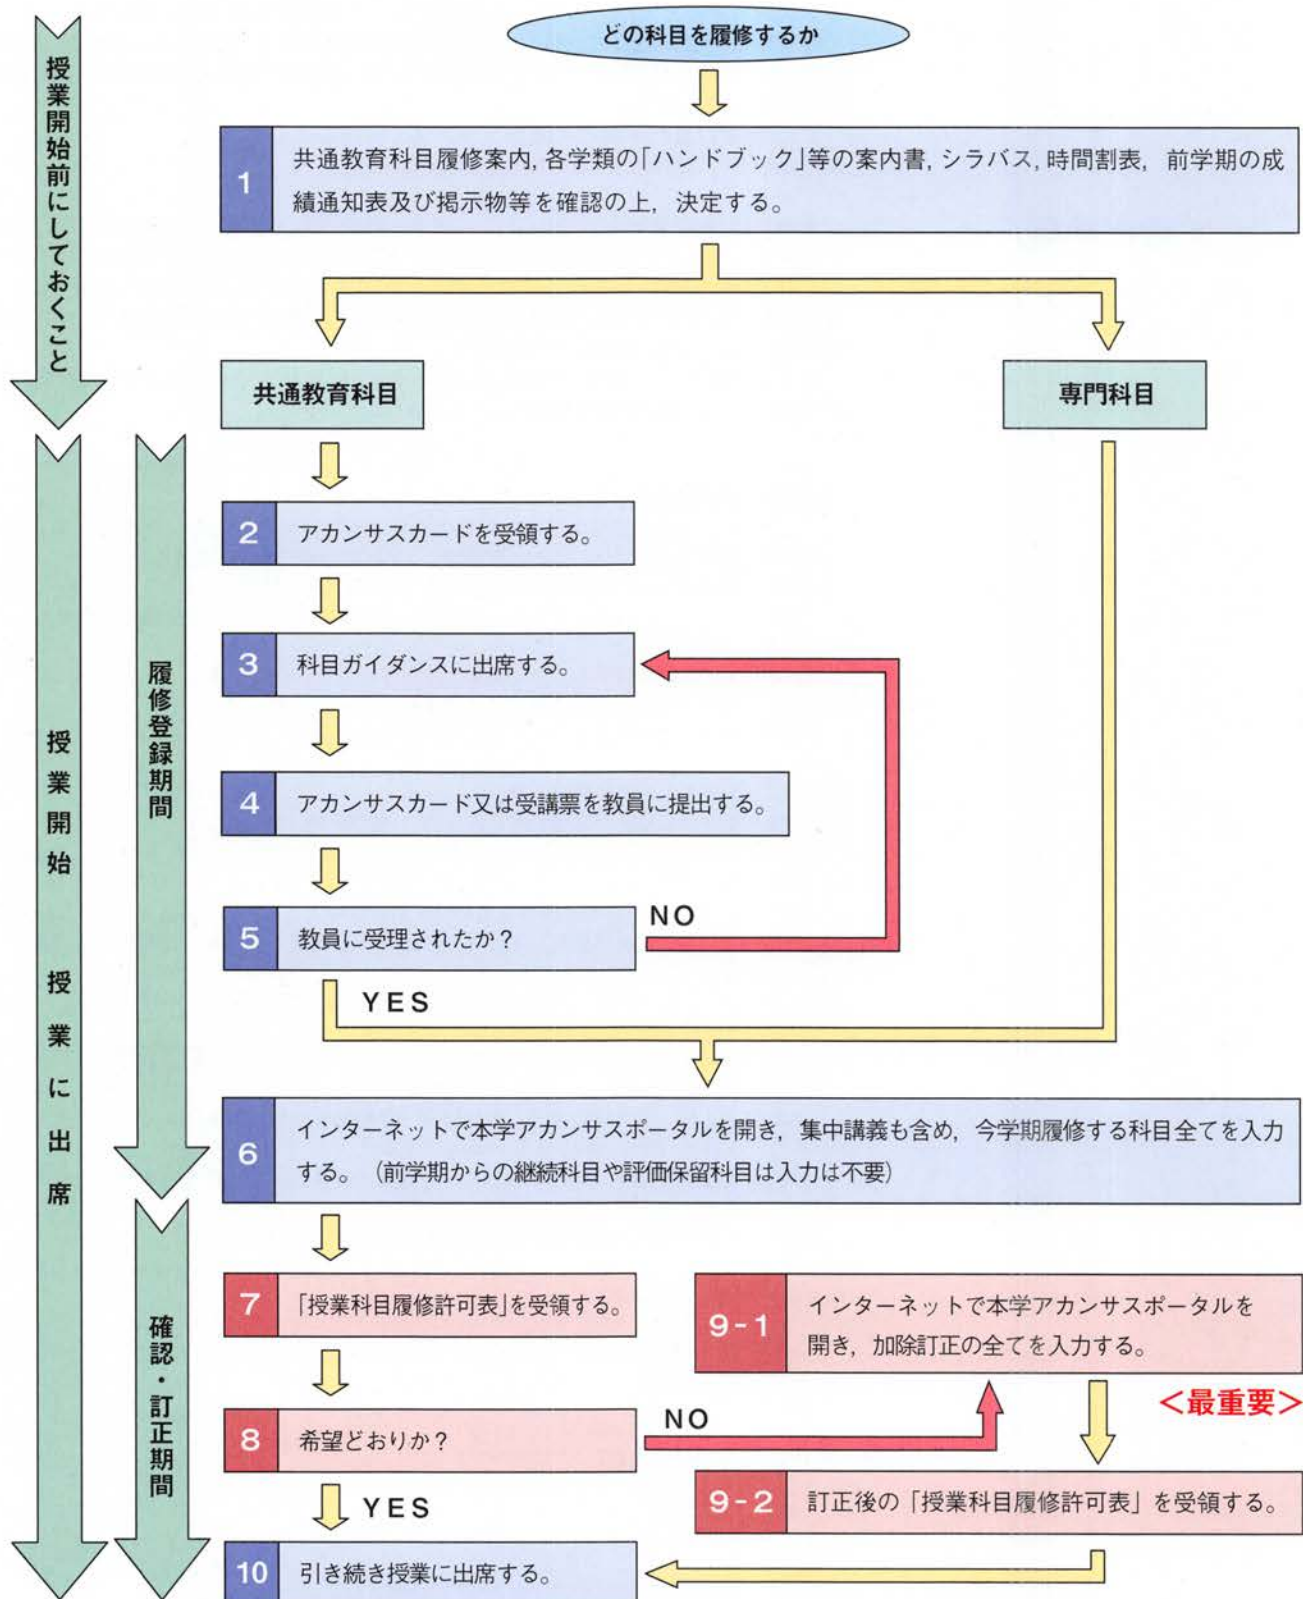 どの科目を履修するか
授業開始前にしておくこと
1
共通教育科目履修案内，各学類の「ハンドブック」等の案内書，シラバス，時間割表，前学期の成
績通知表及び掲示物等を確認の上，決定する。
共通教育科目
専門科目
授業開始　授業に出席
履修登録期間
2
アカンサスカードを受領する。
3
科目ガイダンスに出席する。
4
アカンサスカード又は受講票を教員に提出する。
5
教員に受理されたか？
NO
YES
6
インターネットで本学アカンサスポータルを開き，集中講義も含め，今学期履修する科目全てを入力
する。（前学期からの継続科目や評価保留科目は入力は不要）
確認・訂正期間
7
「授業科目履修許可表」を受領する。
8
希望どおりか？
NO
YES
9-1
インターネットで本学アカンサスポータルを
開き，加除訂正の全てを入力する。
＜最重要＞
9-2
訂正後の「授業科目履修許可表」を受領する。
10
引き続き授業に出席する。